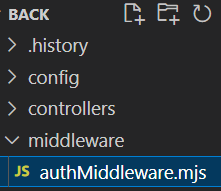 BACK
.history
config
controllers
middleware
JS authMiddleware.mjs